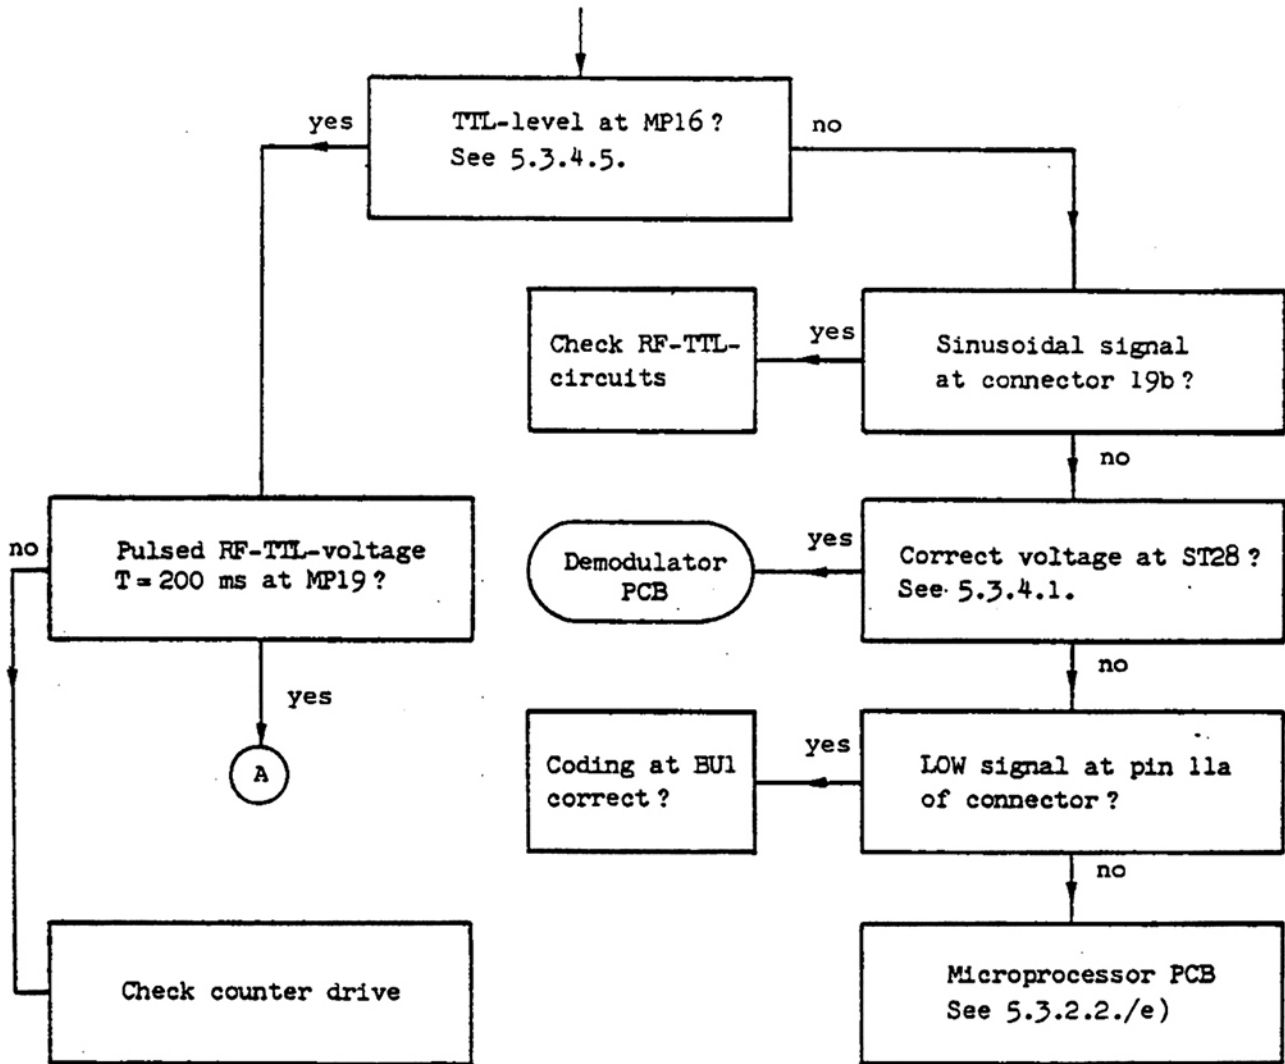 TTL-level at MP16?
See 5.3.4.5.
yes
no
Check RF-TTL-
circuits
yes
Sinusoidal signal
at connector 19b?
no
no
Pulsed RF-TTL-voltage
T = 200 ms at MP19?
yes
A
Demodulator
PCB
yes
Correct voltage at ST28?
See 5.3.4.1.
no
Coding at BU1
correct?
yes
LOW signal at pin 11a
of connector?
no
Check counter drive
Microprocessor PCB
See 5.3.2.2./e)